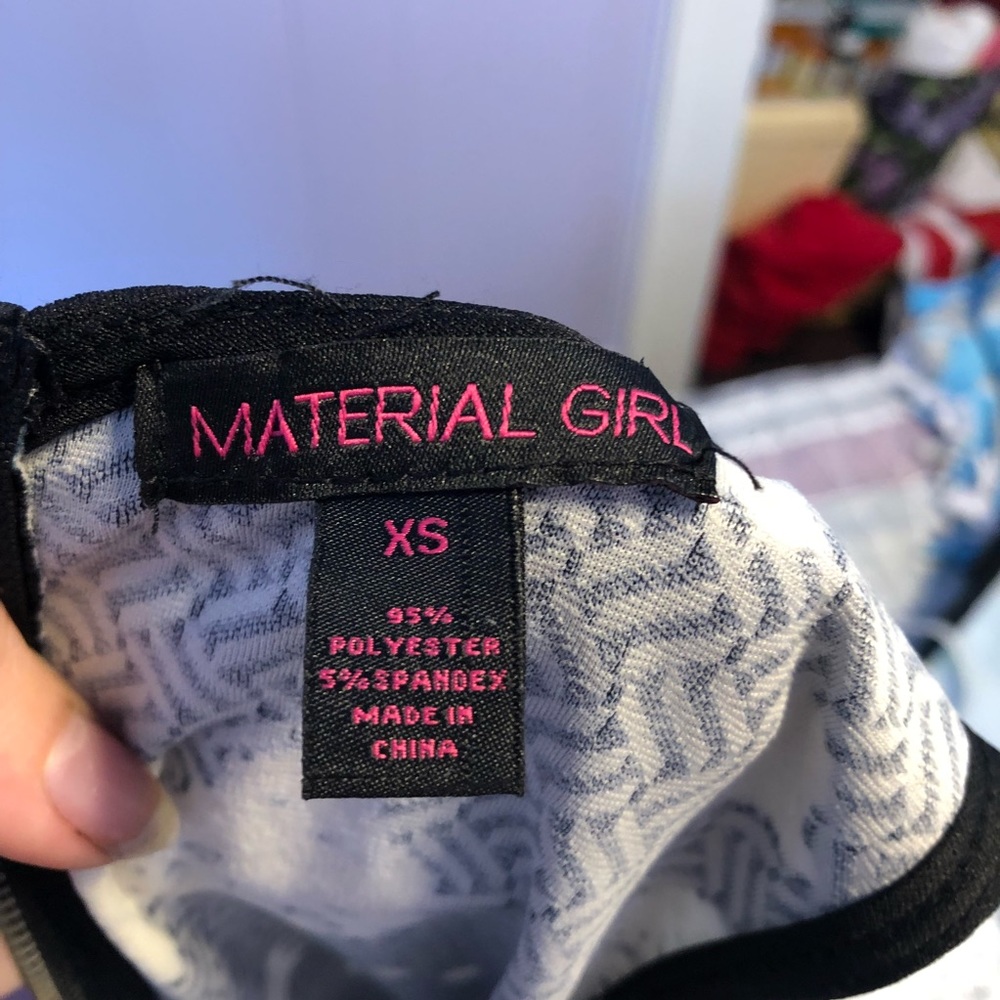 MATERIAL GIRL
XS
95%
POLYESTER
5% SPANDEX
MADE IN
CHINA